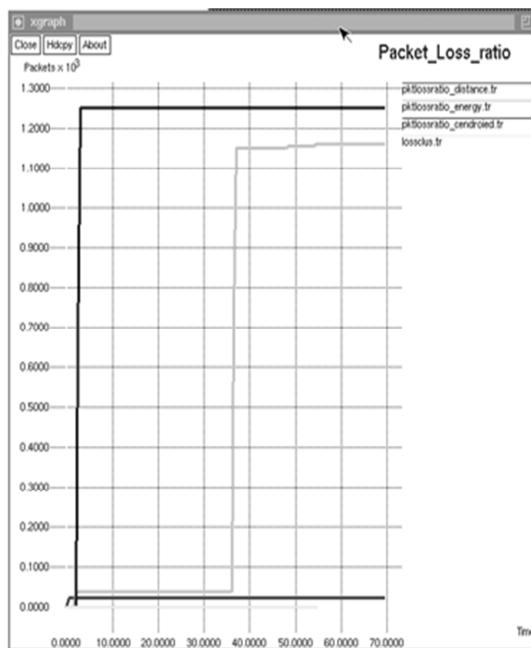 xgraph
Close Hdcpy About
Packet_Loss_ratio
Packets x 10³
1.3000
1.2000
1.1000
1.0000
0.9000
0.8000
0.7000
0.6000
0.5000
0.4000
0.3000
0.2000
0.1000
0.0000
pktlossratio_distance.tr
pktlossratio_energy.tr
pktlossratio_cendroied.tr
lossclus.tr
Time
0.0000 10.0000 20.0000 30.0000 40.0000 50.0000 60.0000 70.0000